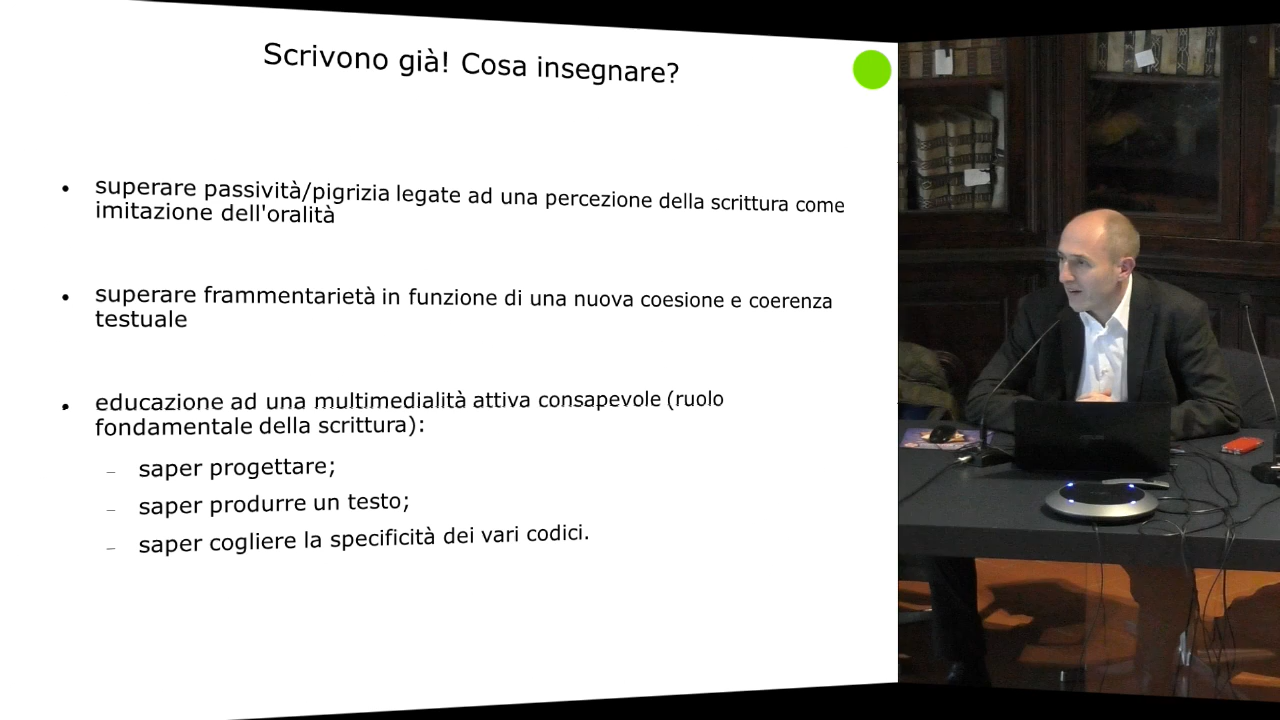 Scrivono già! Cosa insegnare?
• superare passività/pigrizia legate ad una percezione della scrittura come
imitazione dell'oralità
• superare frammentarietà in funzione di una nuova coesione e coerenza
testuale
• educazione ad una multimedialità attiva consapevole (ruolo
fondamentale della scrittura):
– saper progettare;
– saper produrre un testo;
– saper cogliere la specificità dei vari codici.